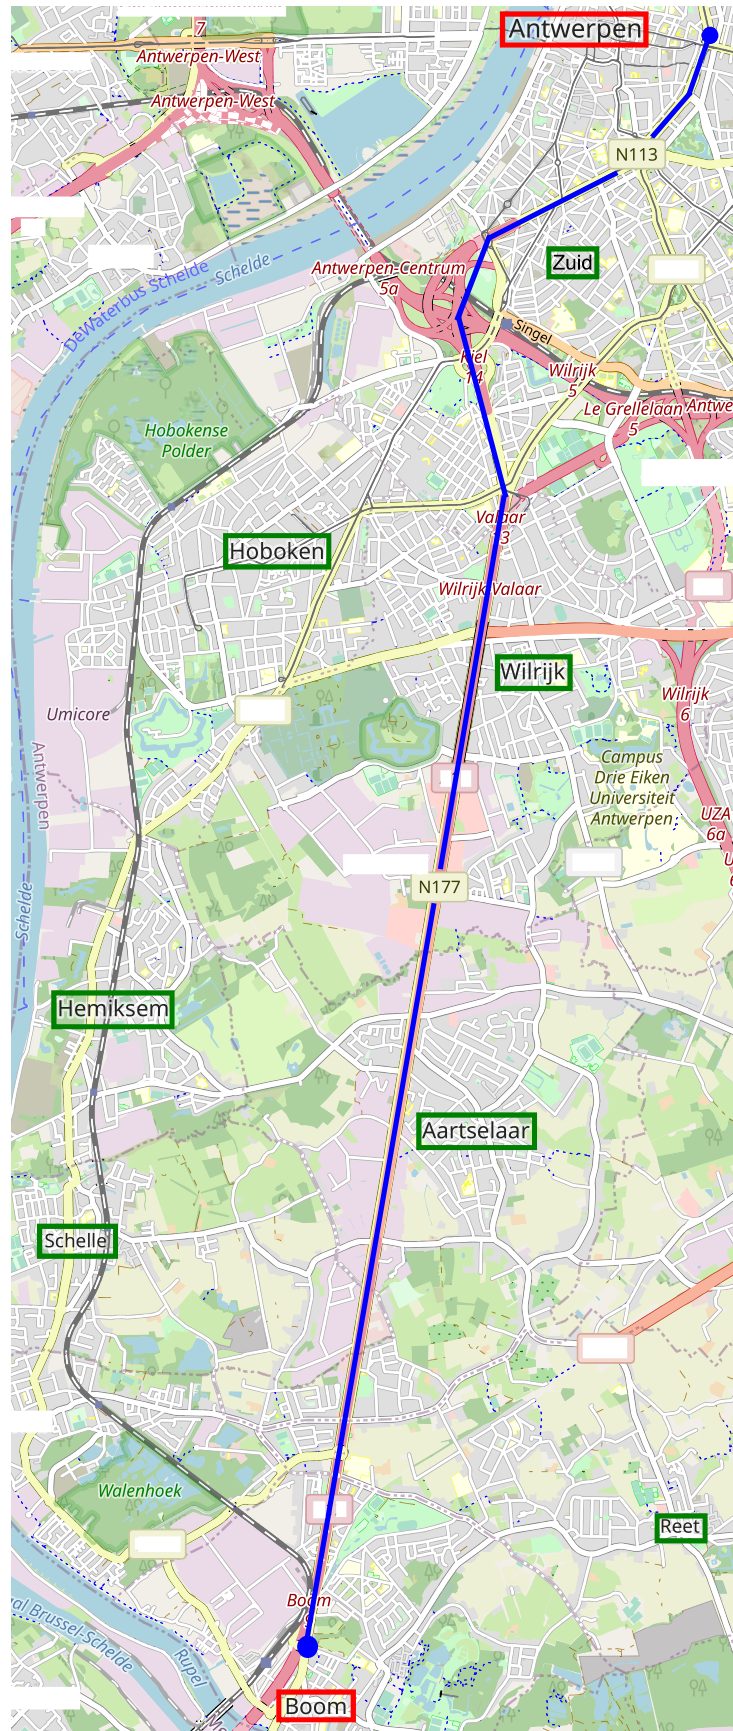 7
Antwerpen
Antwerpen-West
Antwerpen-West
N113
DeWaterbus Schelde
Schelde
Antwerpen-Centrum
5a
Zuid
Singel
Kiel
14
Wilrijk
5
Le Grellelaan
5
Antwe
Hobokense
Polder
Valaar
13
Hoboken
Wilrijk Valaar
Wilrijk
Umicore
Wilrijk
6
Antwerpen
Campus
Drie Eiken
Universiteit
Antwerpen
UZA
6a
U
6
N177
Schelde
Hemiksem
Aartselaar
Schelle
Walenhoek
Reet
Boom
al Brussel-Schelde
Rupel
Boom